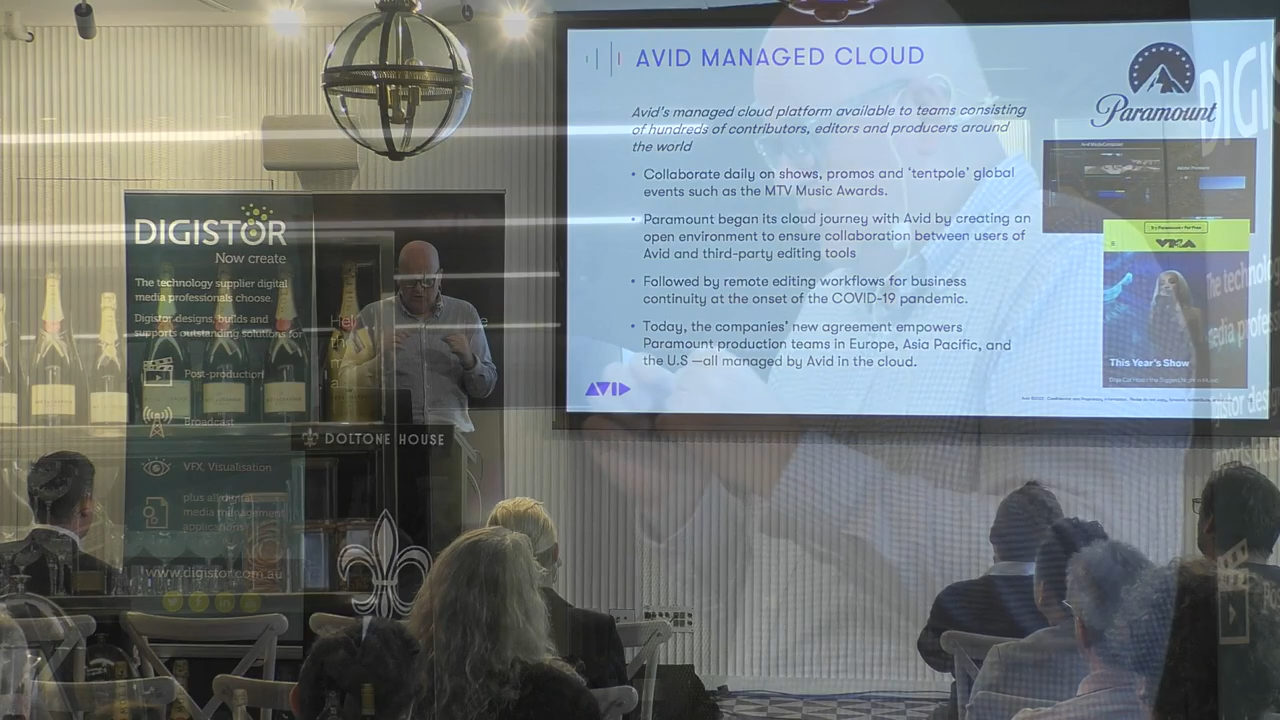 DIGISTOR
Now create
The technology supplier digital
media professionals choose.
Digistor designs, builds and
supports outstanding solutions for
Post-production
Broadcast
VFX, Visualisation
plus all digital
media management
applications
www.digistor.com.au
DOLTONE HOUSE
AVID MANAGED CLOUD
Avid's managed cloud platform available to teams consisting
of hundreds of contributors, editors and producers around
the world
• Collaborate daily on shows, promos and 'tentpole' global
events such as the MTV Music Awards.
• Paramount began its cloud journey with Avid by creating an
open environment to ensure collaboration between users of
Avid and third-party editing tools
• Followed by remote editing workflows for business
continuity at the onset of the COVID-19 pandemic.
• Today, the companies' new agreement empowers
Paramount production teams in Europe, Asia Pacific, and
the U.S —all managed by Avid in the cloud.
AVID
Paramount
VMA
This Year's Show
DIGI
The technolo
media profes